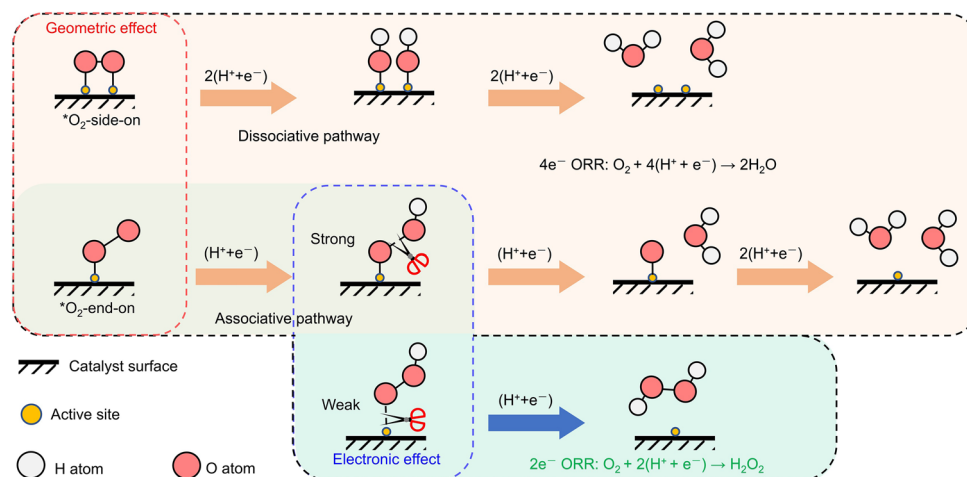 Geometric effect
*O₂-side-on
2(H⁺+e⁻)
2(H⁺+e⁻)
Dissociative pathway
4e⁻ ORR: O₂ + 4(H⁺ + e⁻) → 2H₂O
*O₂-end-on
(H⁺+e⁻)
Strong
(H⁺+e⁻)
2(H⁺+e⁻)
Associative pathway
Catalyst surface
Active site
H atom
O atom
Weak
(H⁺+e⁻)
Electronic effect
2e⁻ ORR: O₂ + 2(H⁺ + e⁻) → H₂O₂